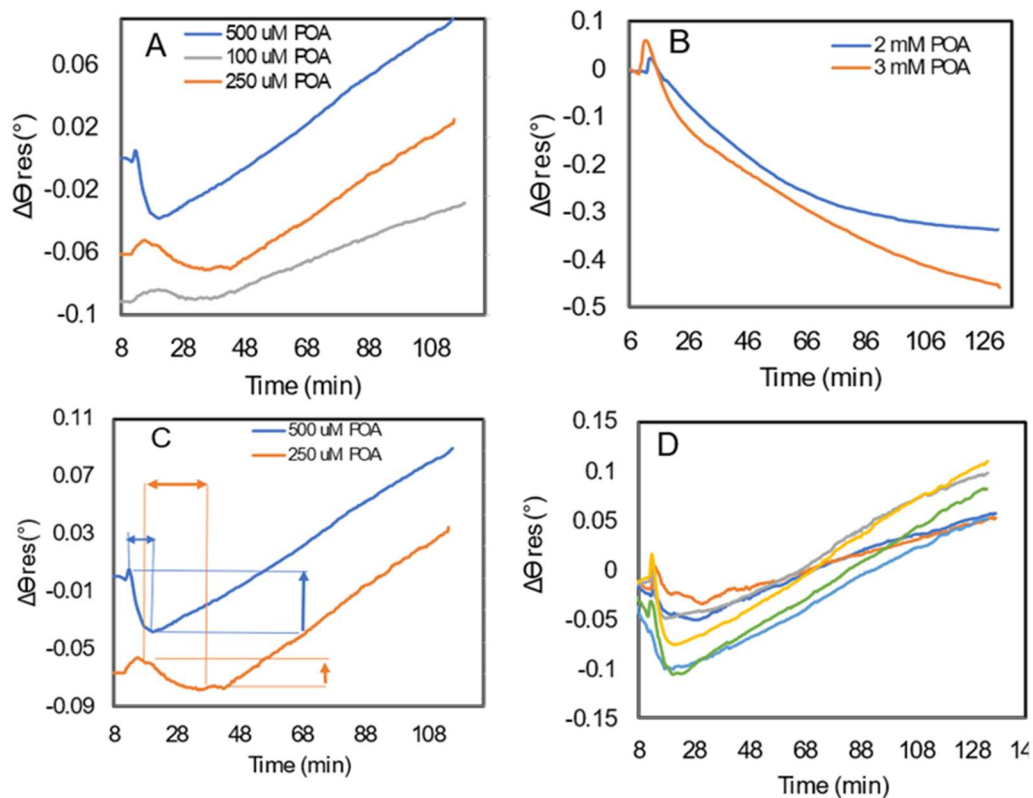 A
500 uM POA
100 uM POA
250 uM POA
0.06
0.02
-0.02
-0.06
-0.1
ΔΘres(°)
8 28 48 68 88 108
Time (min)
B
2 mM POA
3 mM POA
0.1
0
-0.1
-0.2
-0.3
-0.4
-0.5
ΔΘres(°)
6 26 46 66 86 106 126
Time (min)
C
500 uM POA
250 uM POA
0.11
0.07
0.03
-0.01
-0.05
-0.09
ΔΘres(°)
8 28 48 68 88 108
Time (min)
D
0.15
0.1
0.05
0
-0.05
-0.1
-0.15
ΔΘres(°)
8 28 48 68 88 108 128 14
Time (min)